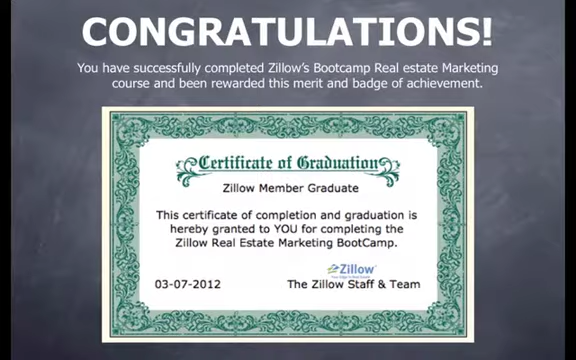 CONGRATULATIONS!
You have successfully completed Zillow's Bootcamp Real estate Marketing
course and been rewarded this merit and badge of achievement.
Certificate of Graduation
Zillow Member Graduate
This certificate of completion and graduation is
hereby granted to YOU for completing the
Zillow Real Estate Marketing BootCamp.
Zillow
03-07-2012 The Zillow Staff & Team